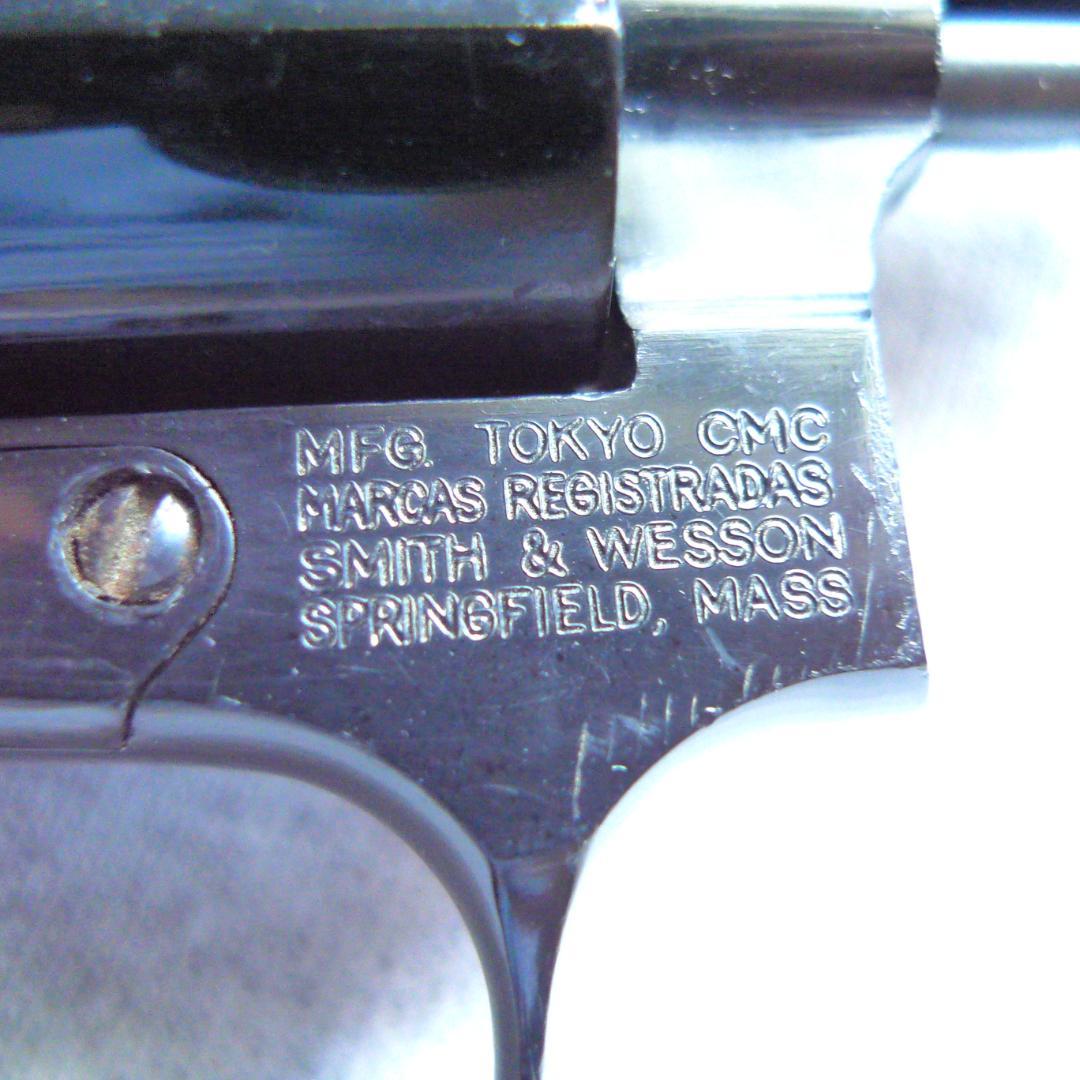 MFG. TOKYO CMC
MARCAS REGISTRADAS
SMITH & WESSON
SPRINGFIELD, MASS